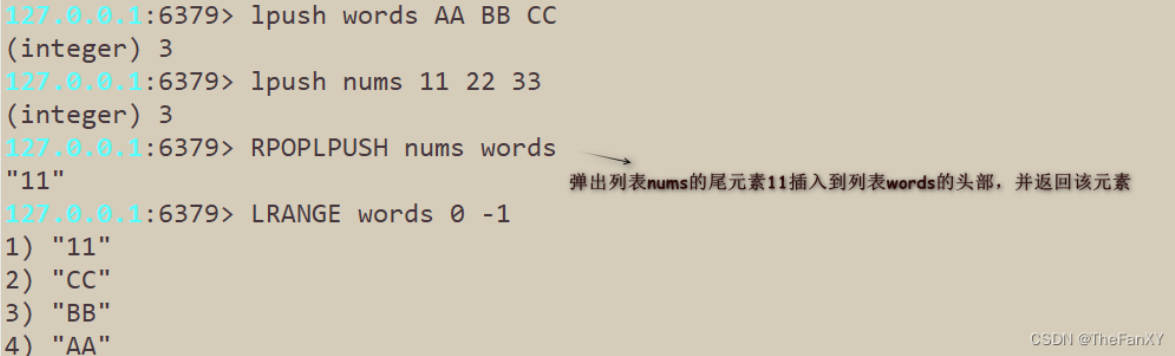 127.0.0.1:6379> lpush words AA BB CC
(integer) 3
127.0.0.1:6379> lpush nums 11 22 33
(integer) 3
127.0.0.1:6379> RPOPLPUSH nums words
"11"
弹出列表nums的尾元素11插入到列表words的头部，并返回该元素
127.0.0.1:6379> LRANGE words 0 -1
1) "11"
2) "CC"
3) "BB"
4) "AA"
CSDN @TheFanXY